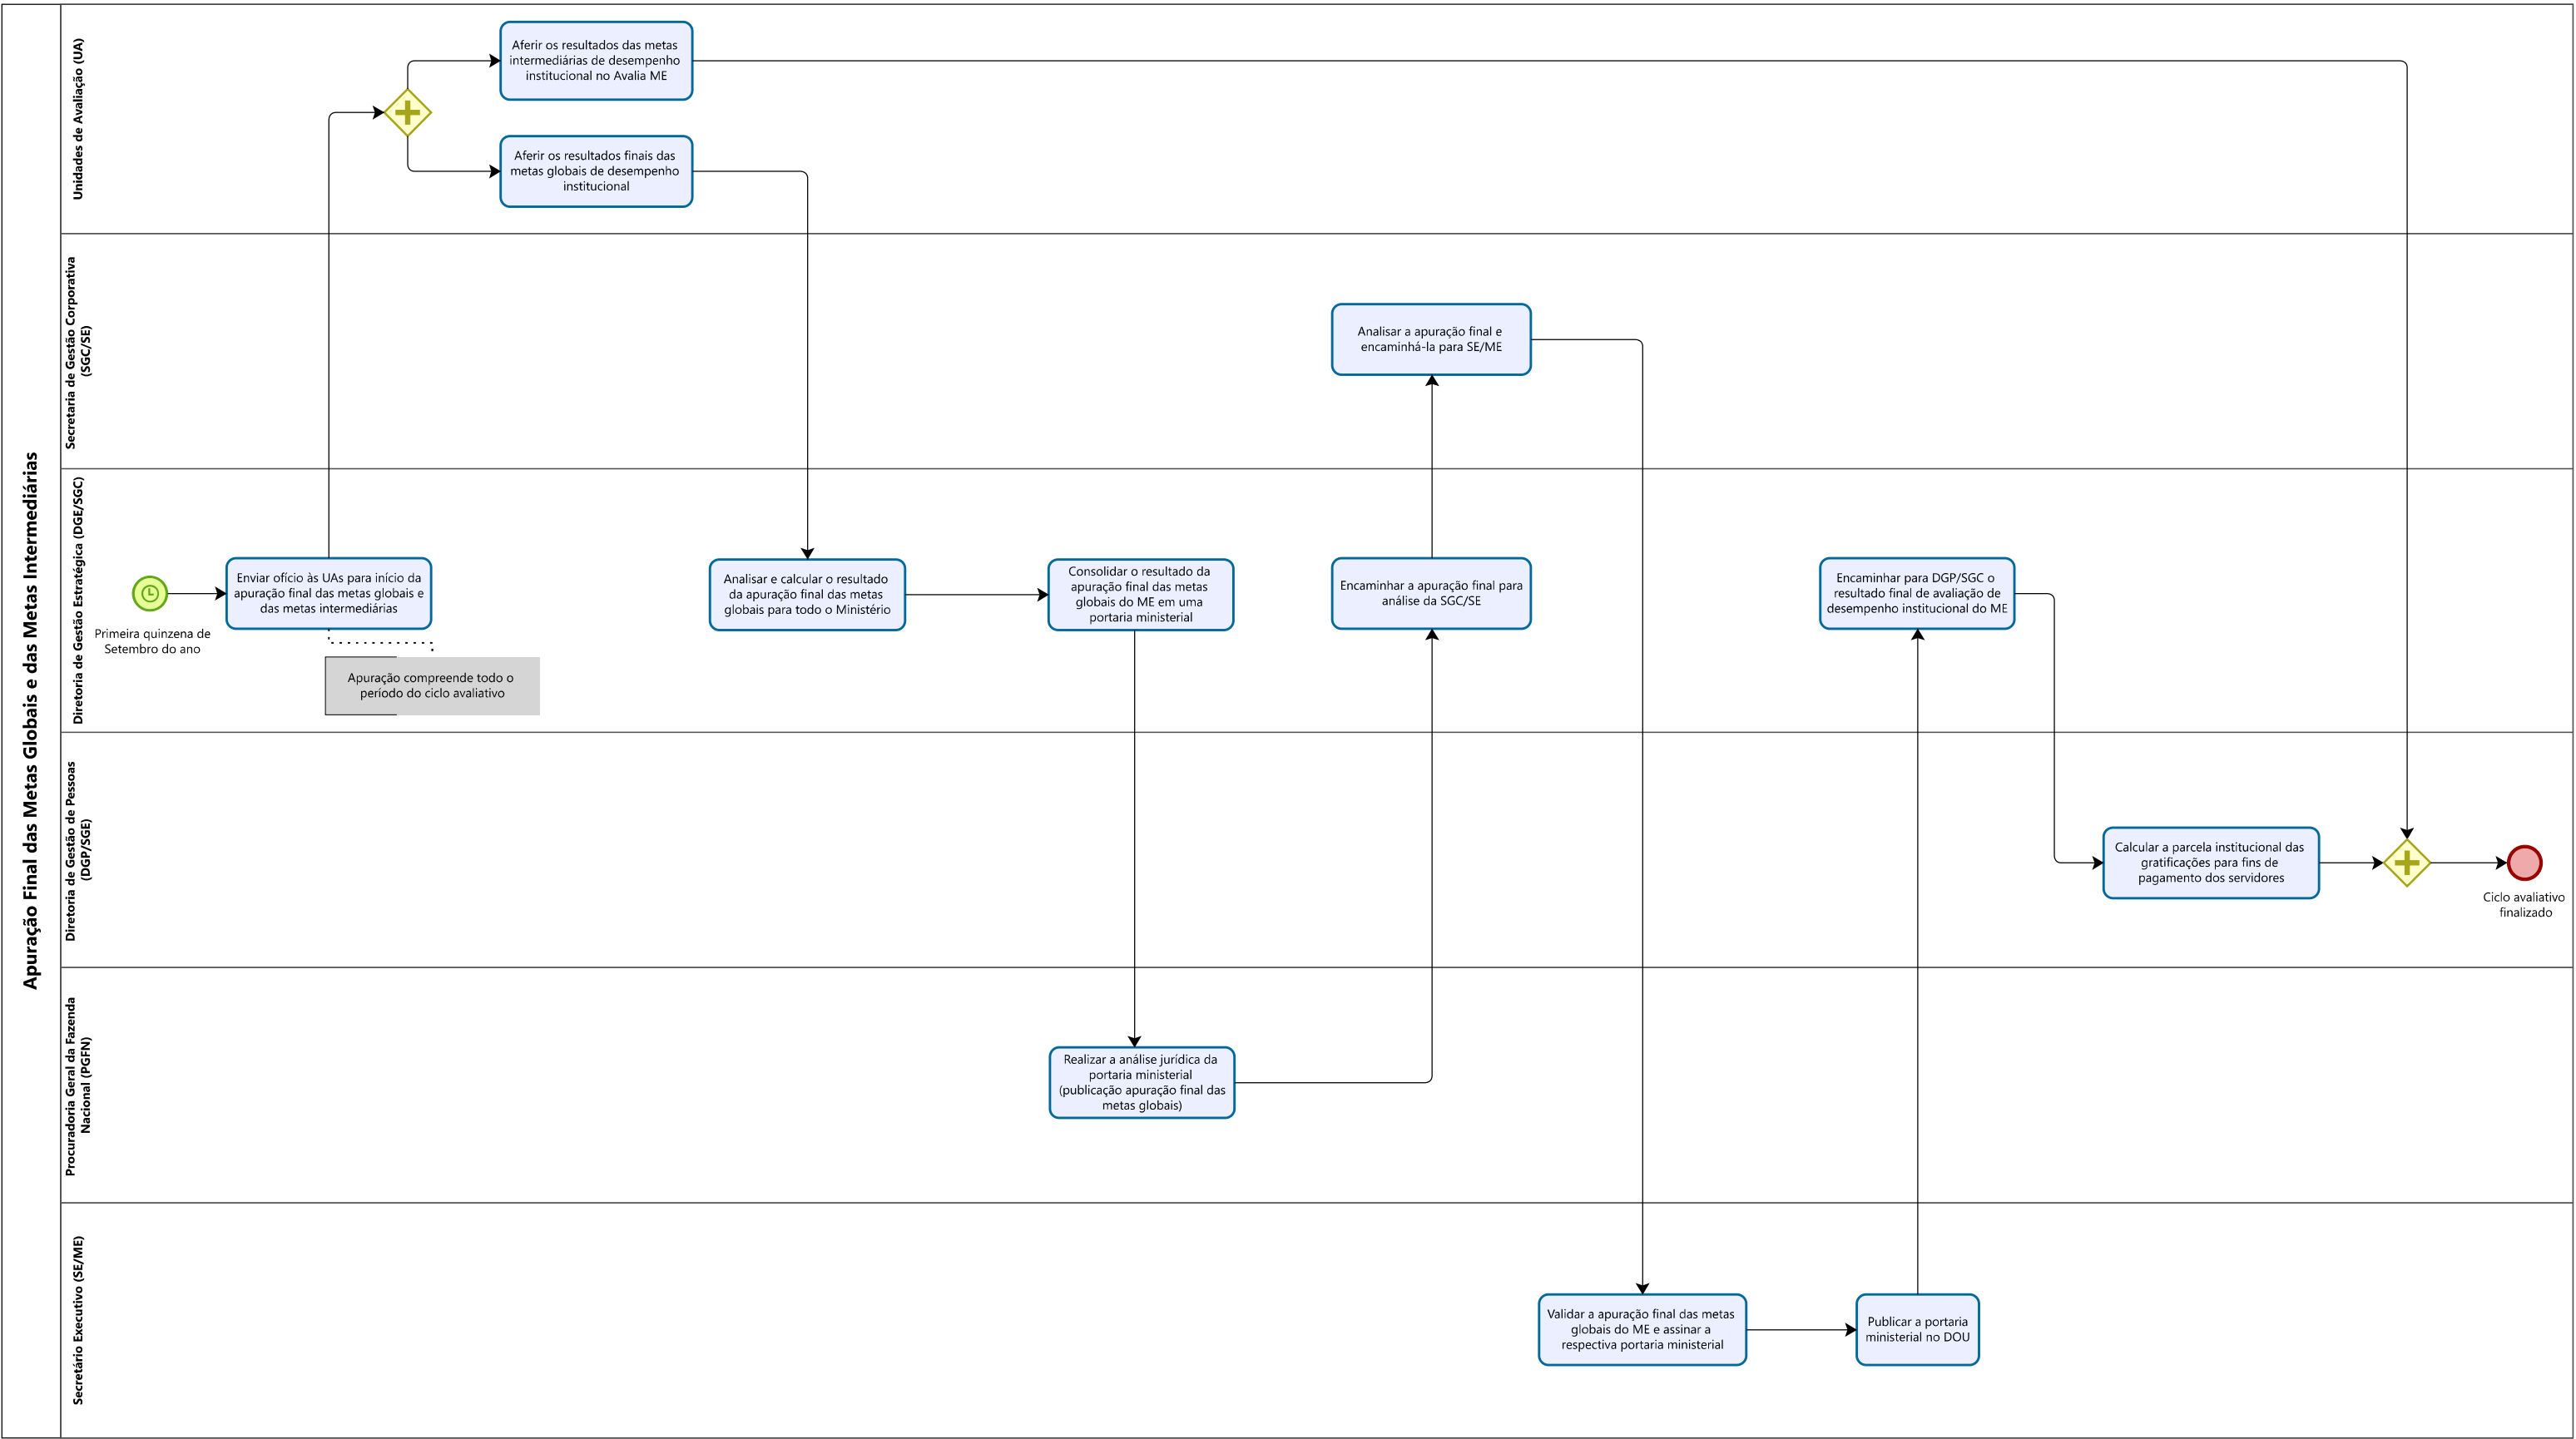 Apuração Final das Metas Globais e das Metas Intermediárias
Unidades de Avaliação (UA)
Aferir os resultados das metas
intermediárias de desempenho
institucional no Avalia ME
Aferir os resultados finais das
metas globais de desempenho
institucional
Secretaria de Gestão Corporativa
(SGC/SE)
Analisar a apuração final e
encaminhá-la para SE/ME
Diretoria de Gestão Estratégica (DGE/SGC)
Primeira quinzena de
Setembro do ano
Enviar ofício às UAs para início da
apuração final das metas globais e
das metas intermediárias
Apuração compreende todo o
período do ciclo avaliativo
Analisar e calcular o resultado
da apuração final das metas
globais para todo o Ministério
Consolidar o resultado da
apuração final das metas
globais do ME em uma
portaria ministerial
Encaminhar a apuração final para
análise da SGC/SE
Encaminhar para DGP/SGC o
resultado final de avaliação de
desempenho institucional do ME
Diretoria de Gestão de Pessoas
(DGP/SGE)
Calcular a parcela institucional das
gratificações para fins de
pagamento dos servidores
Ciclo avaliativo
finalizado
Procuradoria Geral da Fazenda
Nacional (PGFN)
Realizar a análise jurídica da
portaria ministerial
(publicação apuração final das
metas globais)
Secretário Executivo (SE/ME)
Validar a apuração final das metas
globais do ME e assinar a
respectiva portaria ministerial
Publicar a portaria
ministerial no DOU